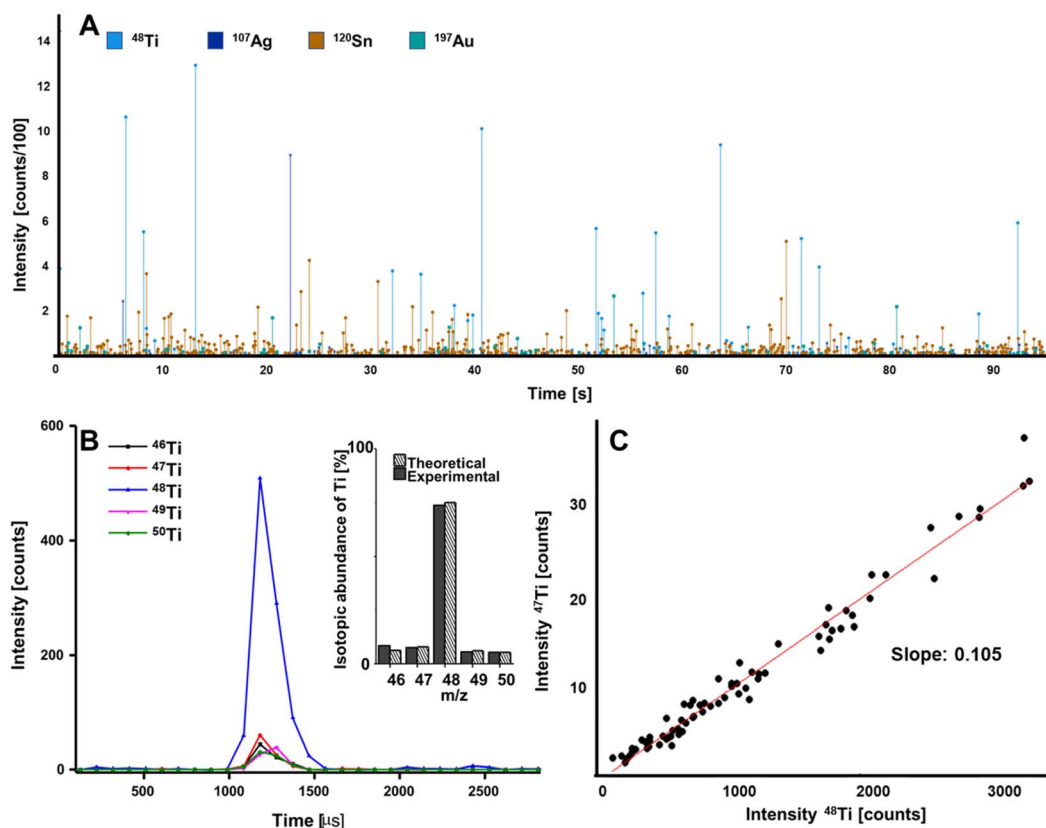 A
⁴⁸Ti ¹⁰⁷Ag ¹²⁰Sn ¹⁹⁷Au
Intensity [counts/100]
14
12
10
8
6
4
2
0 10 20 30 40 50 60 70 80 90
Time [s]
B
⁴⁶Ti
⁴⁷Ti
⁴⁸Ti
⁴⁹Ti
⁵⁰Ti
Intensity [counts]
600
400
200
0
500 1000 1500 2000 2500
Time [μs]
Isotopic abundance of Ti [%]
100
50
0
Theoretical
Experimental
46 47 48 49 50
m/z
C
Intensity ⁴⁷Ti [counts]
30
20
10
0 1000 2000 3000
Intensity ⁴⁸Ti [counts]
Slope: 0.105